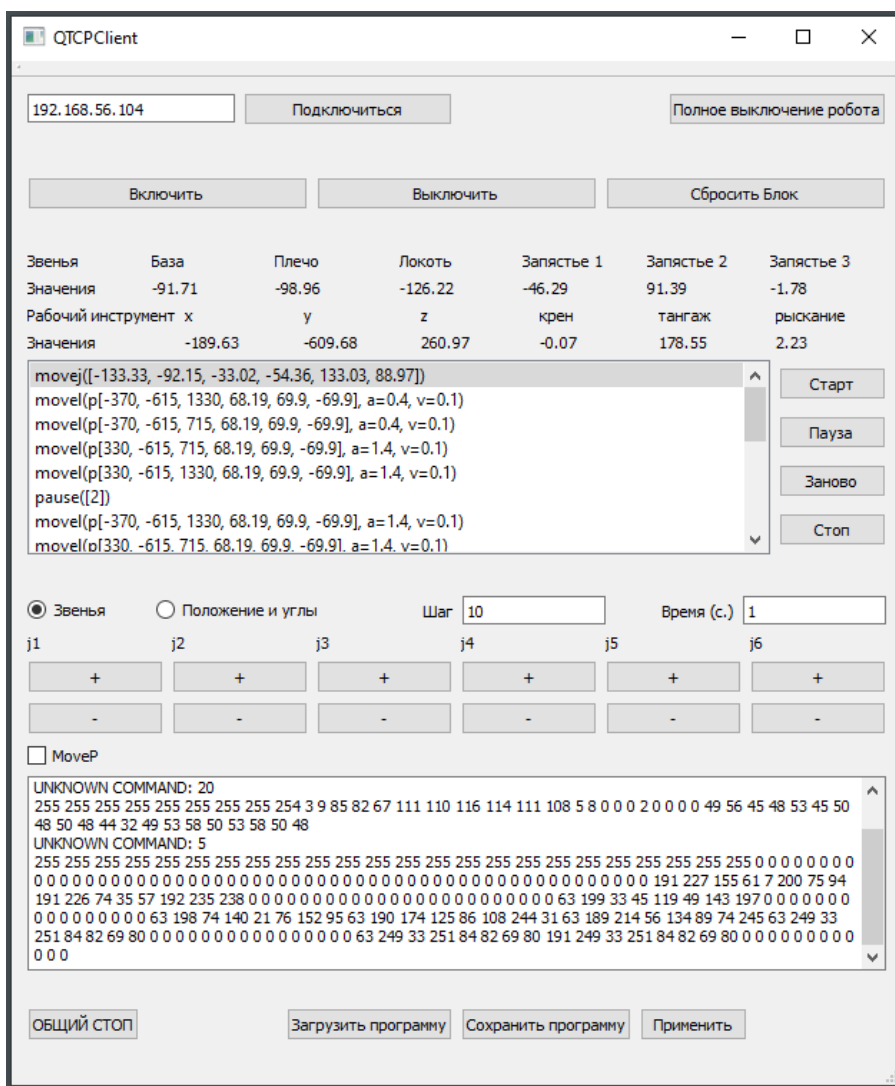 QTCPClient
192.168.56.104 Подключиться Полное выключение робота
Включить Выключить Сбросить Блок
Звенья База Плечо Локоть Запястье 1 Запястье 2 Запястье 3
Значения -91.71 -98.96 -126.22 -46.29 91.39 -1.78
Рабочий инструмент x y z крен тангаж рыскание
Значения -189.63 -609.68 260.97 -0.07 178.55 2.23
movej([-133.33, -92.15, -33.02, -54.36, 133.03, 88.97])
movel(p[-370, -615, 1330, 68.19, 69.9, -69.9], a=0.4, v=0.1)
movel(p[-370, -615, 715, 68.19, 69.9, -69.9], a=0.4, v=0.1)
movel(p[330, -615, 715, 68.19, 69.9, -69.9], a=1.4, v=0.1)
movel(p[330, -615, 1330, 68.19, 69.9, -69.9], a=1.4, v=0.1)
pause([2])
movel(p[-370, -615, 1330, 68.19, 69.9, -69.9], a=1.4, v=0.1)
movel(p[330, -615, 715, 68.19, 69.9, -69.9], a=1.4, v=0.1)
Старт
Пауза
Заново
Стоп
Звенья Положение и углы Шаг 10 Время (с.) 1
j1 j2 j3 j4 j5 j6
+ + + + + +
- - - - - -
MoveP
UNKNOWN COMMAND: 20
255 255 255 255 255 255 255 255 254 3 9 85 82 67 111 110 116 114 111 108 5 8 0 0 0 2 0 0 0 0 49 56 45 48 53 45 50
48 50 48 44 32 49 53 58 50 53 58 50 48
UNKNOWN COMMAND: 5
255 255 255 255 255 255 255 255 255 255 255 255 255 255 255 255 255 255 255 255 255 255 255 255 0 0 0 0 0 0 0 0
0 0 0 0 0 0 0 0 0 0 0 0 0 0 0 0 0 0 0 0 0 0 0 0 0 0 0 0 0 0 0 0 0 0 0 0 0 0 0 0 0 0 0 0 0 0 0 0 191 227 155 61 7 200 75 94
191 226 74 35 57 192 235 238 0 0 0 0 0 0 0 0 0 0 0 0 0 0 0 0 0 0 0 0 0 0 0 0 63 199 33 45 119 49 143 197 0 0 0 0 0 0 0
0 0 0 0 0 0 0 0 0 63 198 74 140 21 76 152 95 63 190 174 125 86 108 244 31 63 189 214 56 134 89 74 245 63 249 33
251 84 82 69 80 0 0 0 0 0 0 0 0 0 0 0 0 0 0 0 0 63 249 33 251 84 82 69 80 191 249 33 251 84 82 69 80 0 0 0 0 0 0 0 0 0 0
0 0 0
ОБЩИЙ СТОП Загрузить программу Сохранить программу Применить